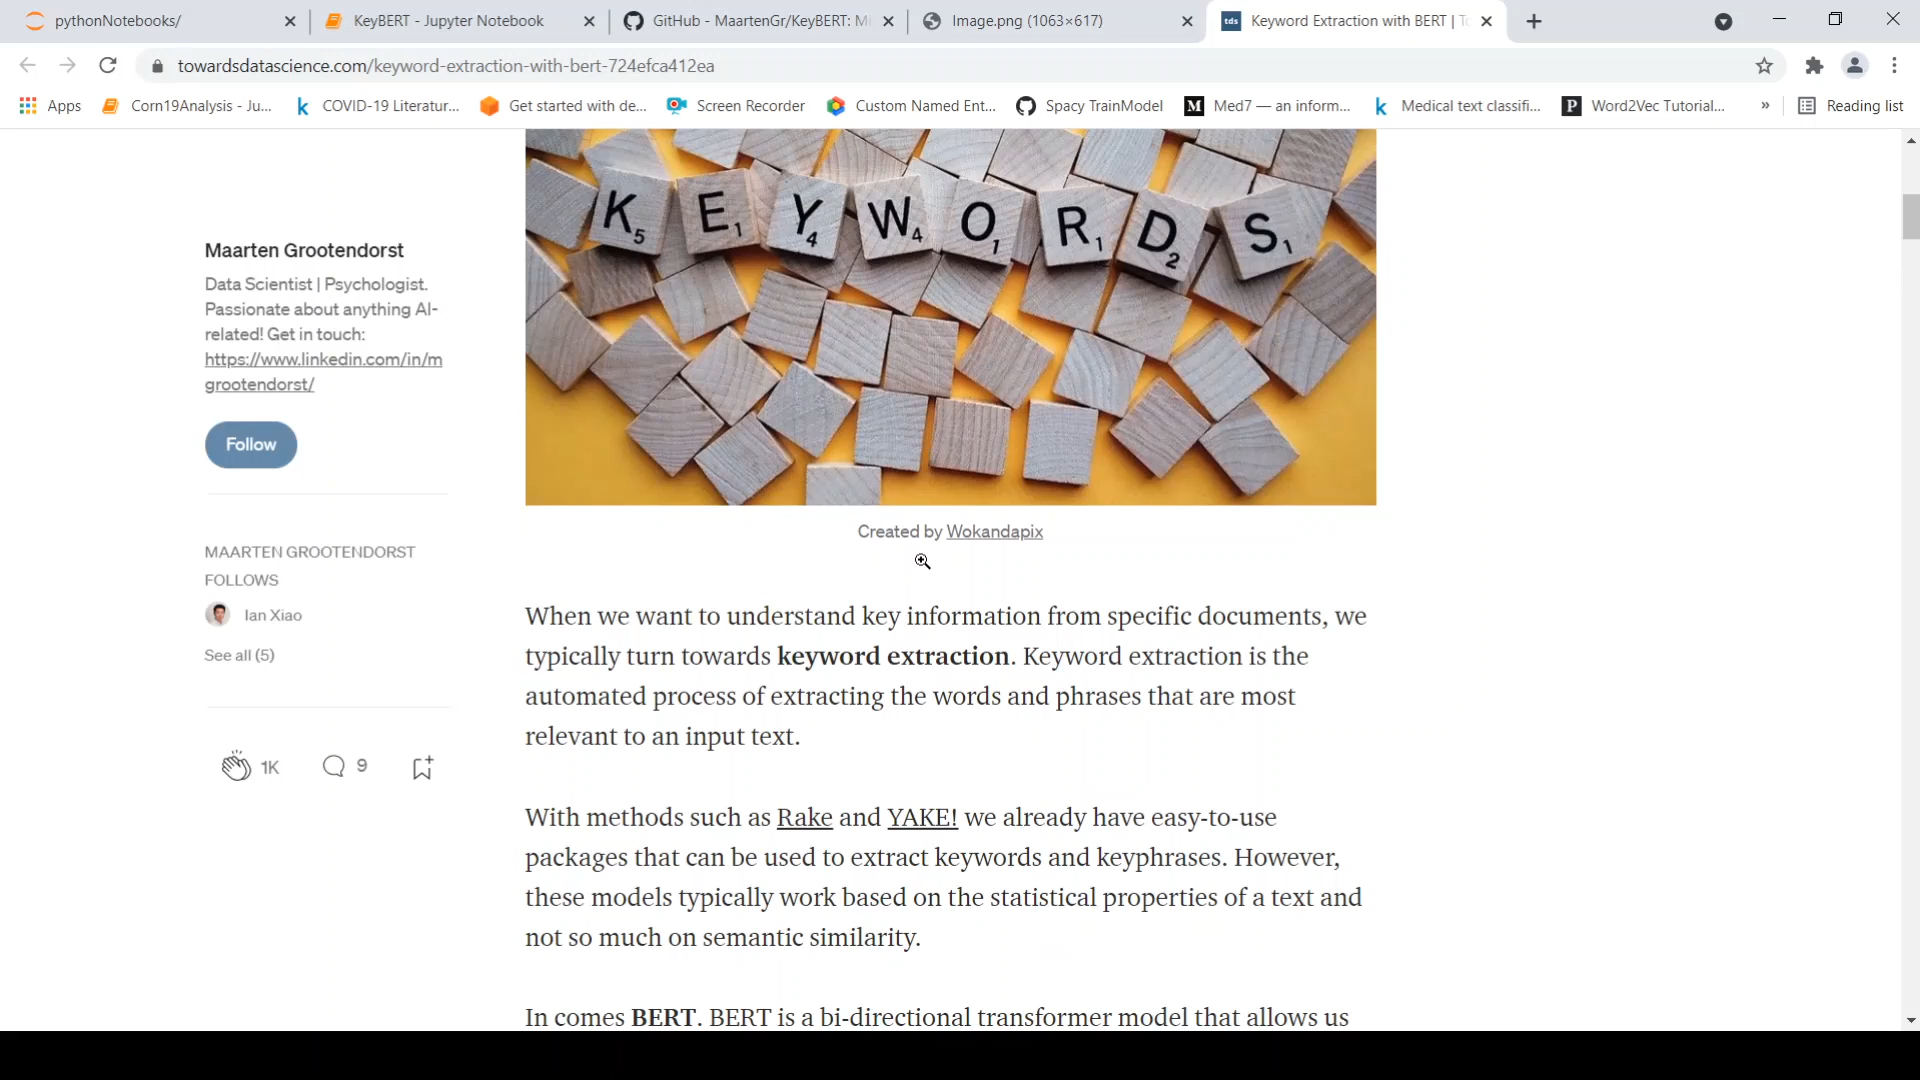 pythonNotebooks/
KeyBERT - Jupyter Notebook
GitHub - MaartenGr/KeyBERT: Mi
Image.png (1063×617)
tds
Keyword Extraction with BERT | To
towardsdatascience.com/keyword-extraction-with-bert-724efca412ea
Apps
Corn19Analysis - Ju...
COVID-19 Literatur...
Get started with de...
Screen Recorder
Custom Named Ent...
Spacy TrainModel
Med7 — an inform...
Medical text classifi...
Word2Vec Tutorial...
»
Reading list
K5 E1 Y4 W4 O1 R1 D2 S1
Maarten Grootendorst
Data Scientist | Psychologist.
Passionate about anything AI-
related! Get in touch:
https://www.linkedin.com/in/m
grootendorst/
Follow
MAARTEN GROOTENDORST
FOLLOWS
Ian Xiao
See all (5)
1K
9
Created by Wokandapix
When we want to understand key information from specific documents, we
typically turn towards keyword extraction. Keyword extraction is the
automated process of extracting the words and phrases that are most
relevant to an input text.
With methods such as Rake and YAKE! we already have easy-to-use
packages that can be used to extract keywords and keyphrases. However,
these models typically work based on the statistical properties of a text and
not so much on semantic similarity.
In comes BERT. BERT is a bi-directional transformer model that allows us